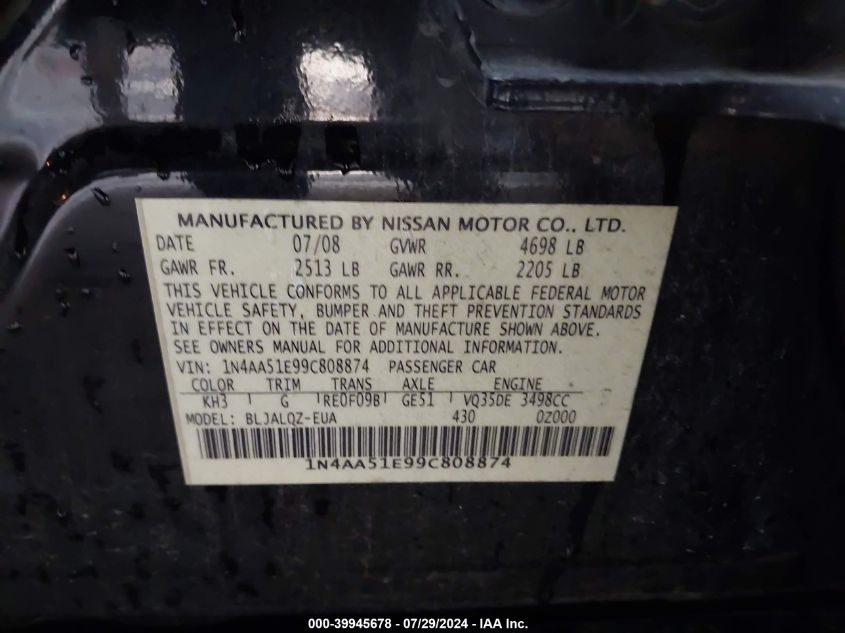 MANUFACTURED BY NISSAN MOTOR CO., LTD.
DATE 07/08 GVWR 4698 LB
GAWR FR. 2513 LB GAWR RR. 2205 LB
THIS VEHICLE CONFORMS TO ALL APPLICABLE FEDERAL MOTOR
VEHICLE SAFETY, BUMPER AND THEFT PREVENTION STANDARDS
IN EFFECT ON THE DATE OF MANUFACTURE SHOWN ABOVE.
SEE OWNERS MANUAL FOR ADDITIONAL INFORMATION.
VIN: 1N4AA51E99C808874 PASSENGER CAR
COLOR TRIM TRANS AXLE ENGINE
KH3 G RE0F09B GE51 VQ35DE 3498CC
MODEL: BLJALQZ-EUA 430 0Z000
1N4AA51E99C808874
000-39945678 - 07/29/2024 - IAA Inc.